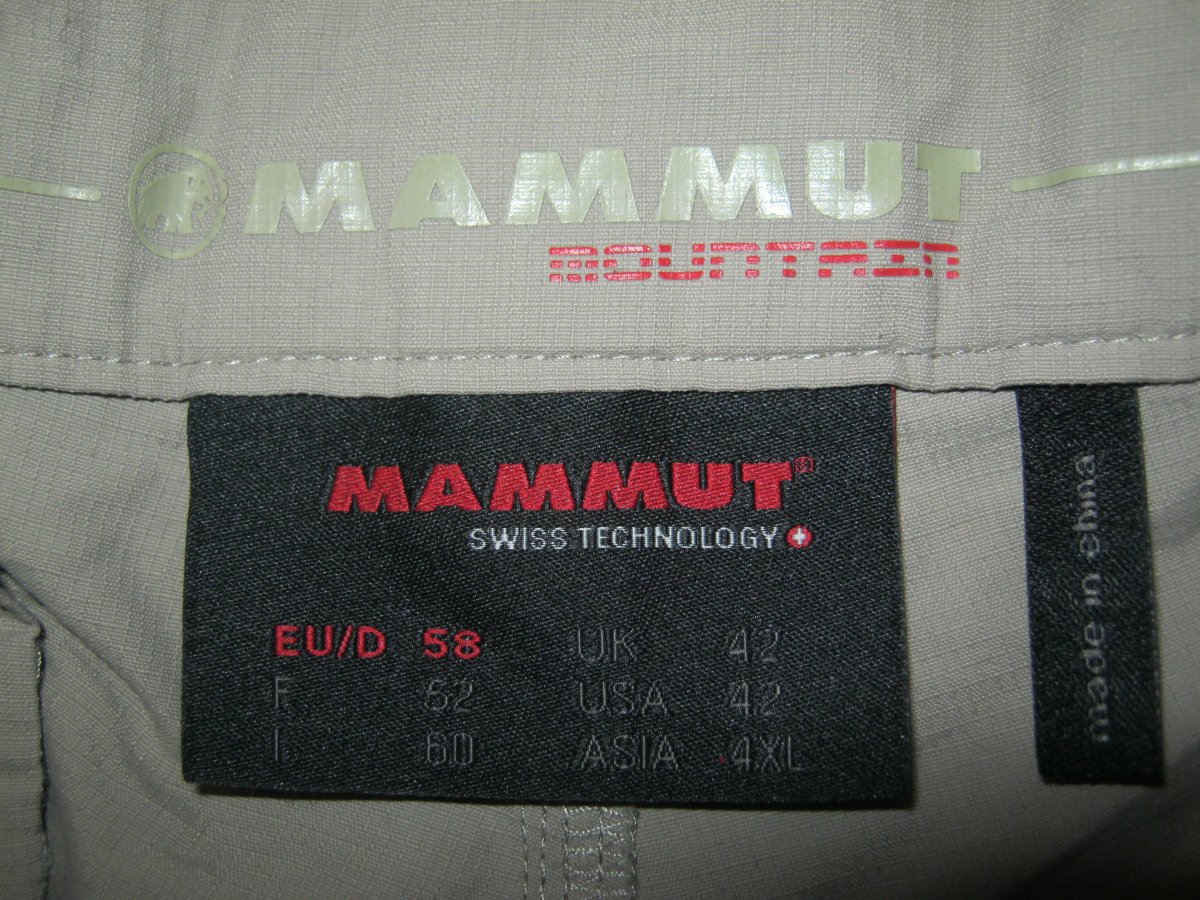 MAMMUT
MOUNTAIN
MAMMUT®
SWISS TECHNOLOGY
EU/D 58 UK 42
F 52 USA 42
I 60 ASIA 4XL
made in china